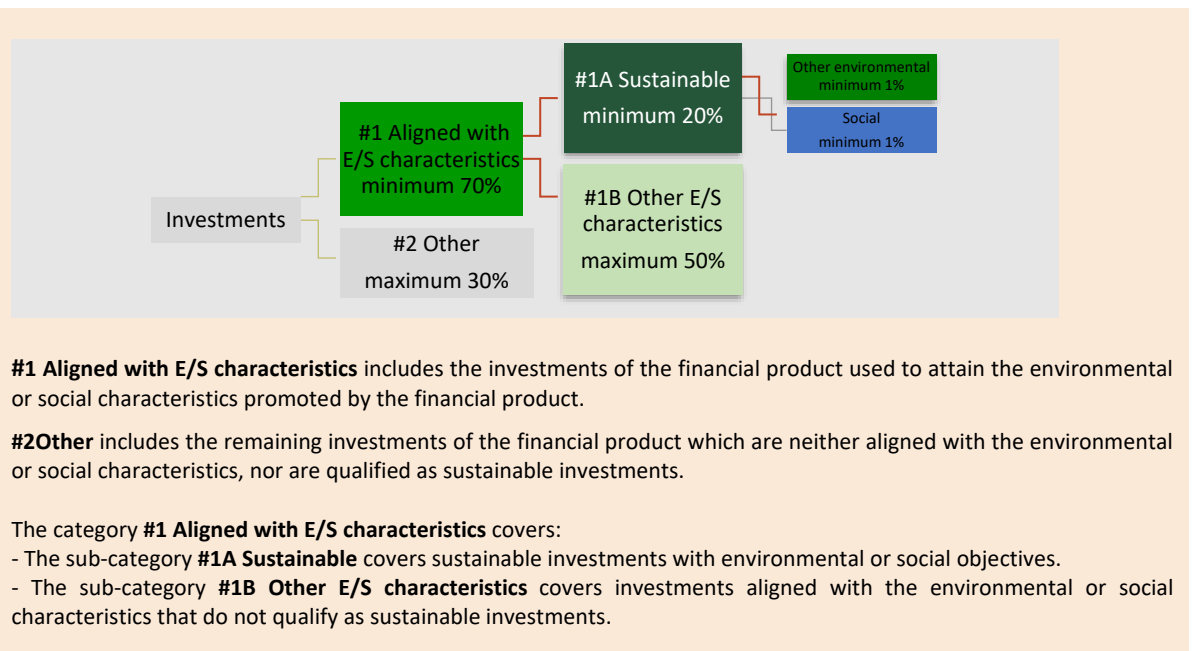 #1A Sustainable
minimum 20%
Other environmental
minimum 1%
Social
minimum 1%
#1 Aligned with
E/S characteristics
minimum 70%
Investments
#1B Other E/S
characteristics
maximum 50%
#2 Other
maximum 30%
#1 Aligned with E/S characteristics includes the investments of the financial product used to attain the environmental
or social characteristics promoted by the financial product.
#2Other includes the remaining investments of the financial product which are neither aligned with the environmental
or social characteristics, nor are qualified as sustainable investments.
The category #1 Aligned with E/S characteristics covers:
- The sub-category #1A Sustainable covers sustainable investments with environmental or social objectives.
- The sub-category #1B Other E/S characteristics covers investments aligned with the environmental or social
characteristics that do not qualify as sustainable investments.